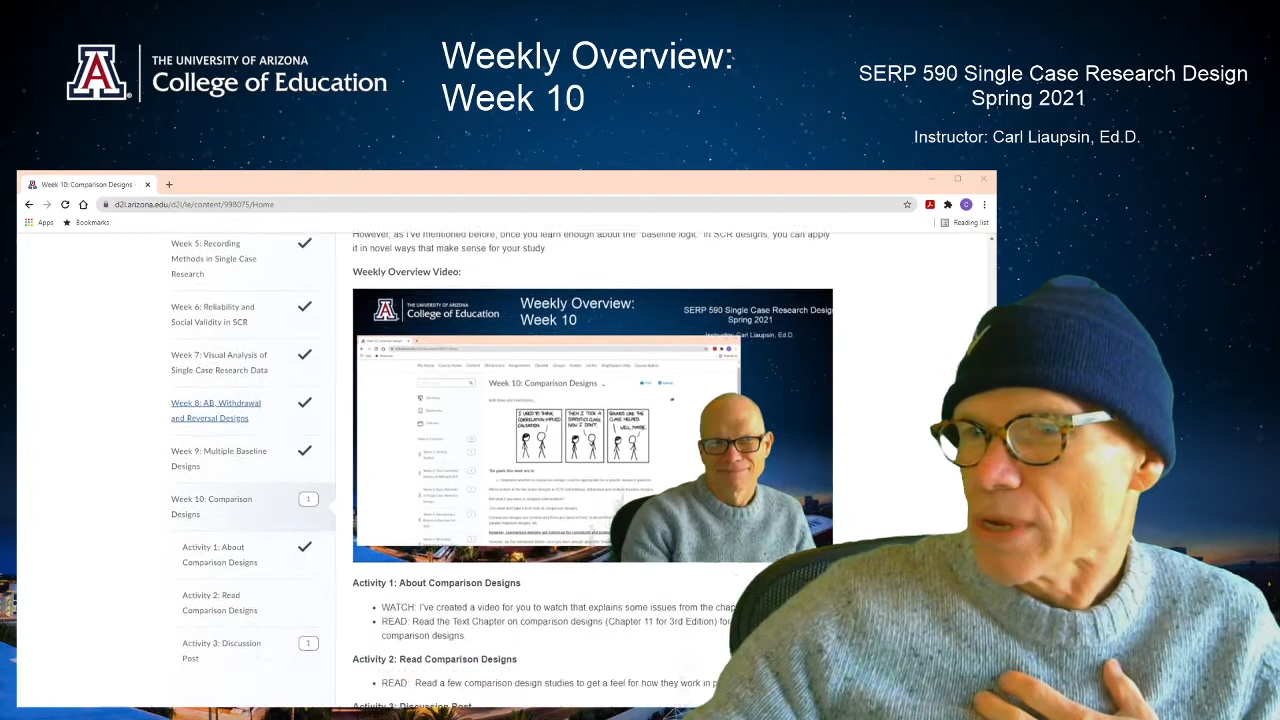 THE UNIVERSITY OF ARIZONA
College of Education
Weekly Overview:
Week 10
SERP 590 Single Case Research Design
Spring 2021
Instructor: Carl Liaupsin, Ed.D.
Week 10: Comparison Designs
d2l.arizona.edu/d2l/le/content/998075/Home
Apps
Bookmarks
Reading list
Week 5: Recording
Methods in Single Case
Research
Week 6: Reliability and
Social Validity in SCR
Week 7: Visual Analysis of
Single Case Research Data
Week 8: AB, Withdrawal
and Reversal Designs
Week 9: Multiple Baseline
Designs
Week 10: Comparison
Designs
1
Activity 1: About
Comparison Designs
Activity 2: Read
Comparison Designs
Activity 3: Discussion
Post
1
However, as I've mentioned before, once you learn enough about the "baseline logic" in SCR designs, you can apply
it in novel ways that make sense for your study.
Weekly Overview Video:
THE UNIVERSITY OF ARIZONA
College of Education
Weekly Overview:
Week 10
SERP 590 Single Case Research Design
Spring 2021
Instructor: Carl Liaupsin, Ed.D.
Week 10: Comparison Designs
I USED TO THINK
CORRELATION IMPLIED
CAUSATION.
THEN I TOOK A
STATISTICS CLASS.
NOW I DON'T.
SOUNDS LIKE THE
CLASS HELPED.
WELL, MAYBE.
Activity 1: About Comparison Designs
WATCH: I've created a video for you to watch that explains some issues from the chap
READ: Read the Text Chapter on comparison designs (Chapter 11 for 3rd Edition) for
comparison designs.
Activity 2: Read Comparison Designs
READ: Read a few comparison design studies to get a feel for how they work in p
Activity 3: Discussion Post